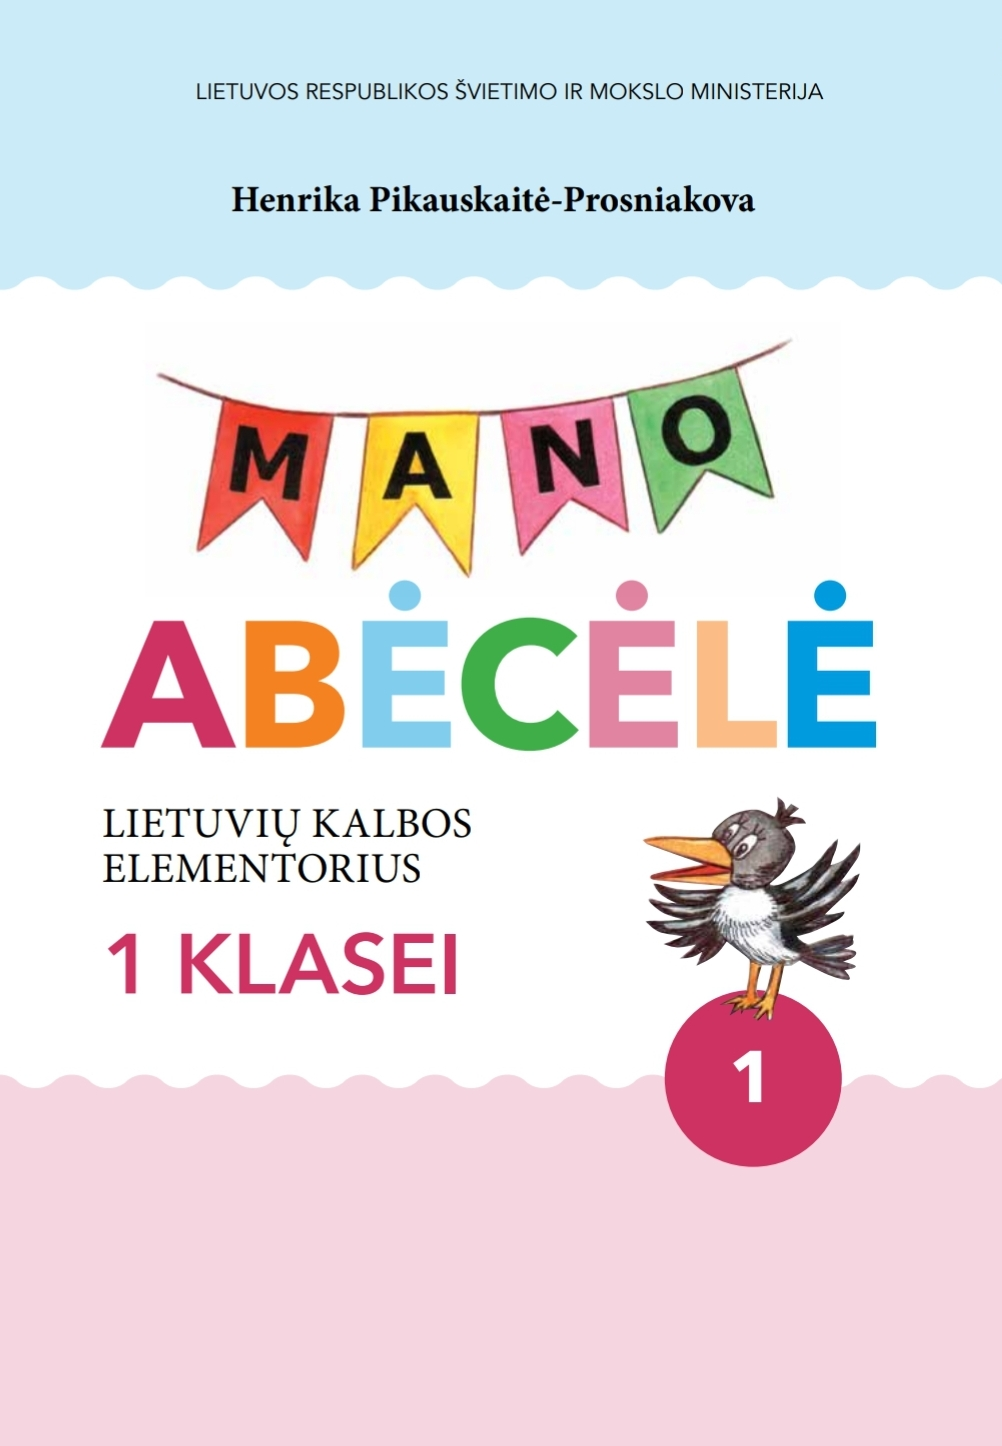 LIETUVOS RESPUBLIKOS ŠVIETIMO IR MOKSLO MINISTERIJA
Henrika Pikauskaitė-Prosniakova
MANO
ABĖCĖLĖ
LIETUVIŲ KALBOS
ELEMENTORIUS
1 KLASEI
1